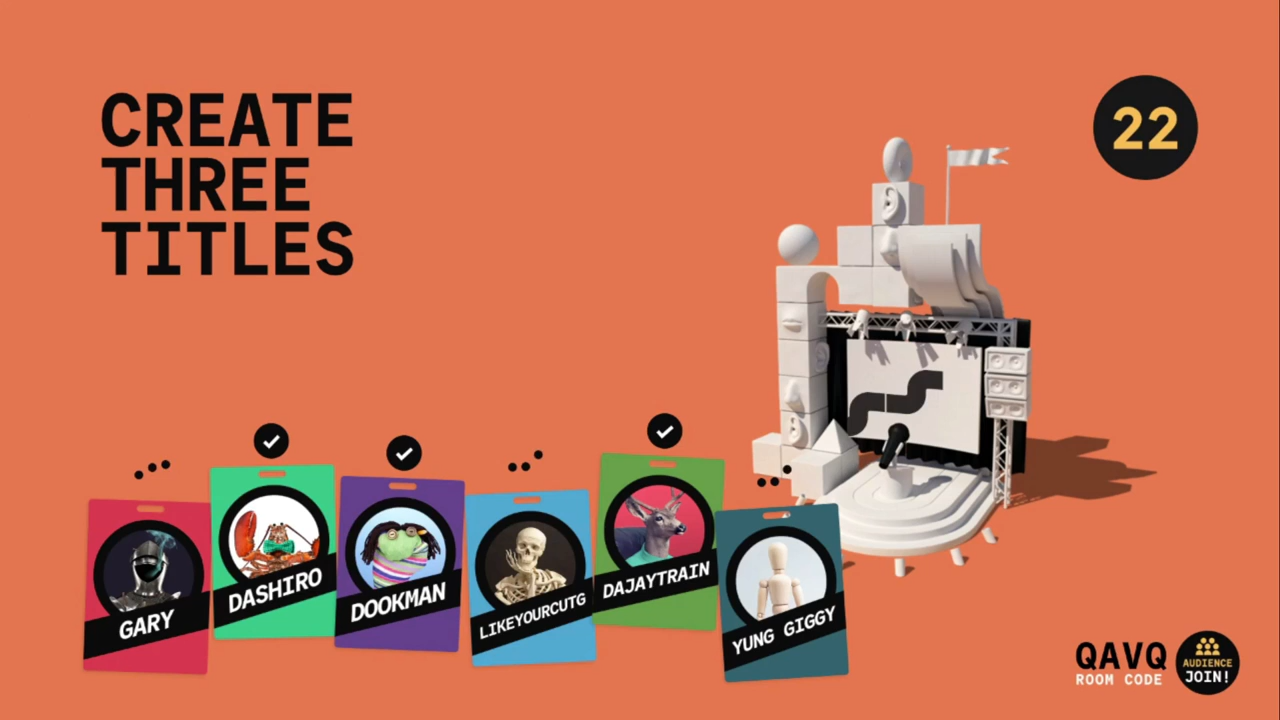 CREATE
THREE
TITLES
22
GARY
DASHIRO
DOOKMAN
LIKEYOURCUTG
DAJAYTRAIN
YUNG GIGGY
QAVQ
ROOM CODE
AUDIENCE
JOIN!